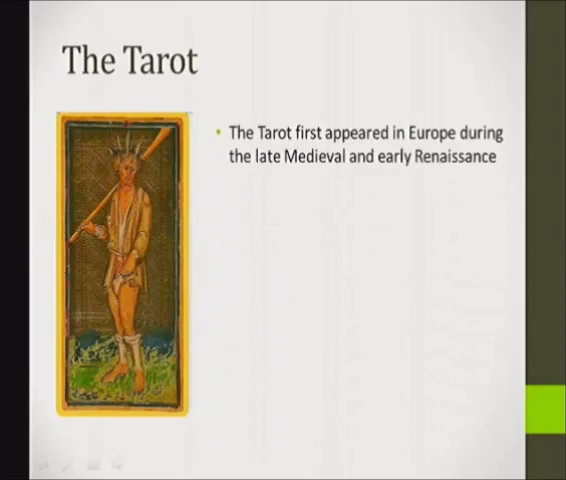 The Tarot
• The Tarot first appeared in Europe during
the late Medieval and early Renaissance